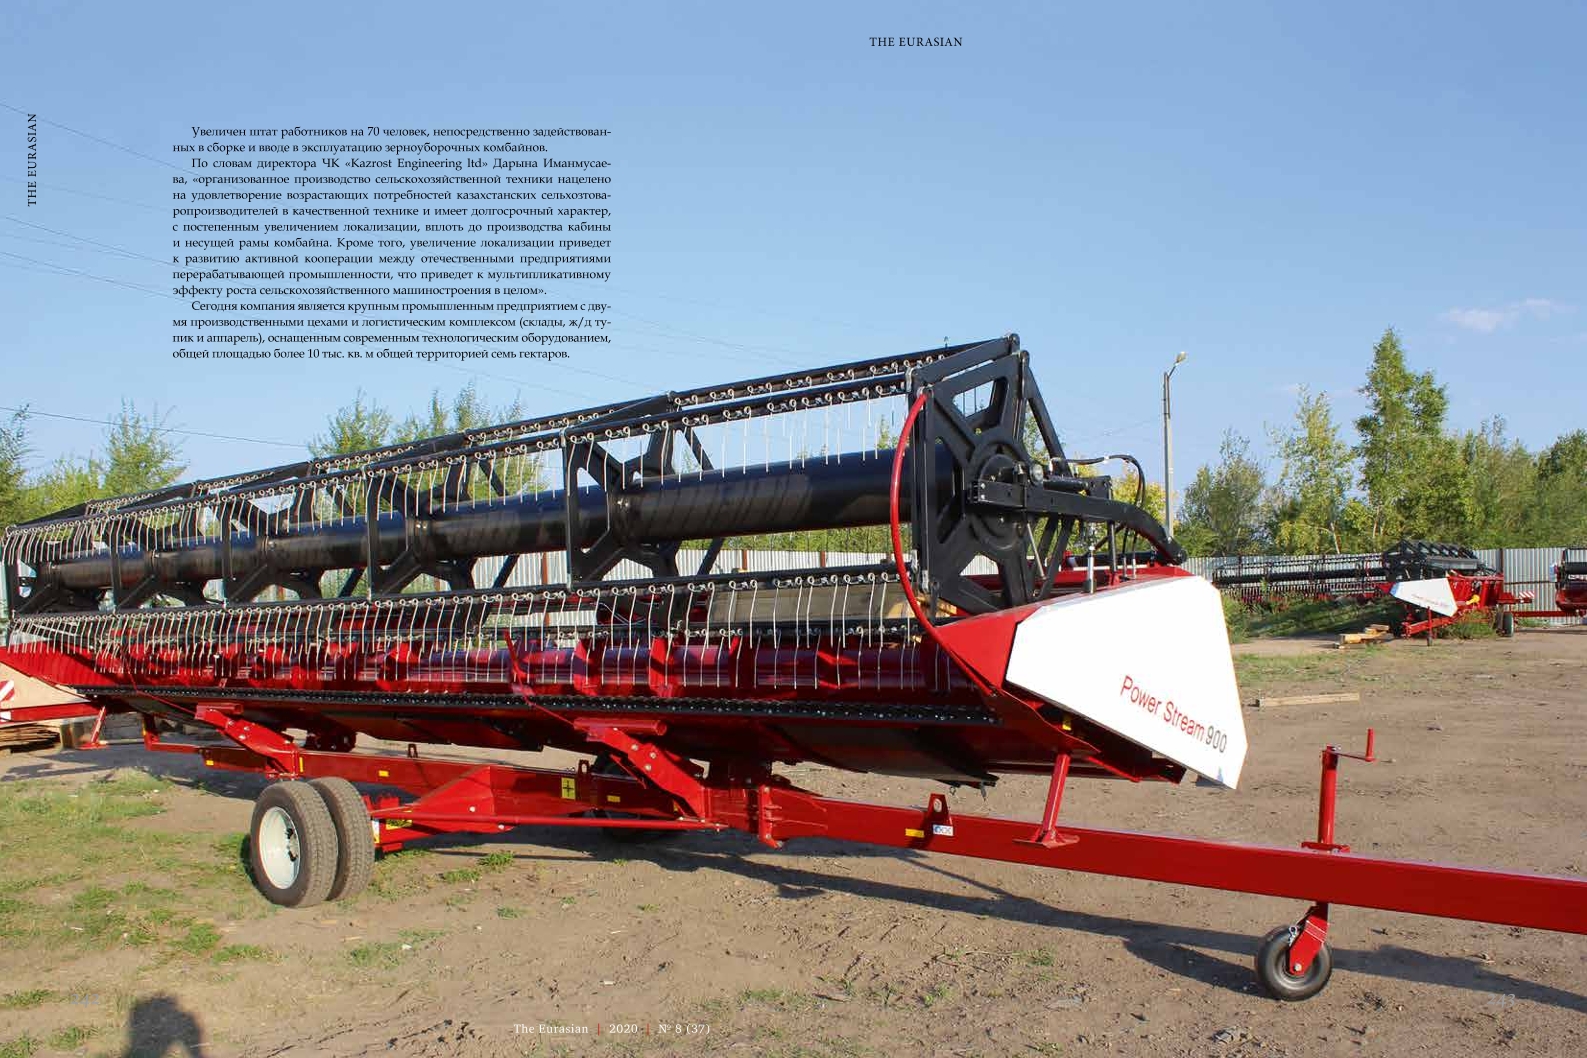 THE EURASIAN
THE EURASIAN
Увеличен штат работников на 70 человек, непосредственно задействован-
ных в сборке и вводе в эксплуатацию зерноуборочных комбайнов.
По словам директора ЧК «Kazrost Engineering ltd» Дарына Иманмусае-
ва, «организованное производство сельскохозяйственной техники нацелено
на удовлетворение возрастающих потребностей казахстанских сельхозтова-
ропроизводителей в качественной технике и имеет долгосрочный характер,
с постепенным увеличением локализации, вплоть до производства кабины
и несущей рамы комбайна. Кроме того, увеличение локализации приведет
к развитию активной кооперации между отечественными предприятиями
перерабатывающей промышленности, что приведет к мультипликативному
эффекту роста сельскохозяйственного машиностроения в целом».
Сегодня компания является крупным промышленным предприятием с дву-
мя производственными цехами и логистическим комплексом (склады, ж/д ту-
пик и аппарель), оснащенным современным технологическим оборудованием,
общей площадью более 10 тыс. кв. м общей территорией семь гектаров.
Power Stream 900
The Eurasian | 2020 | № 8 (37)